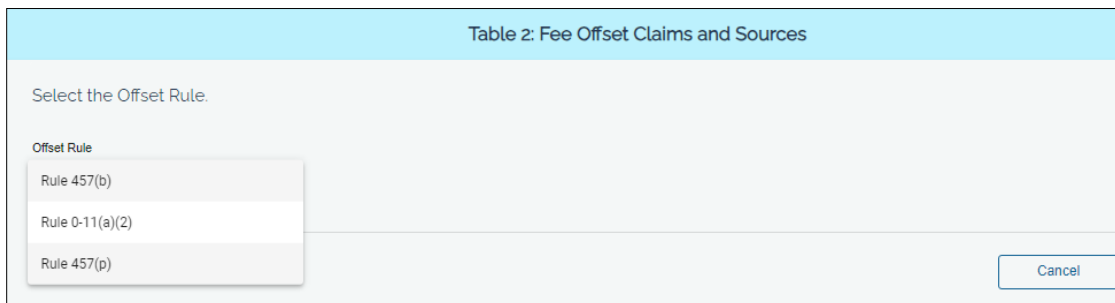 Table 2: Fee Offset Claims and Sources
Select the Offset Rule.
Offset Rule
Rule 457(b)
Rule 0-11(a)(2)
Rule 457(p)
Cancel